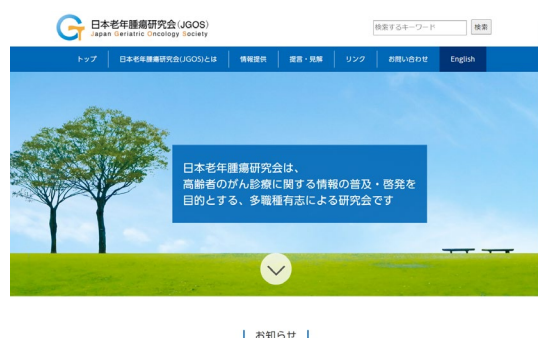 日本老年腫瘍研究会(JGOS)
Japan Geriatric Oncology Society
検索するキーワード
検索
トップ
日本老年腫瘍研究会(JGOS)とは
情報提供
提言・見解
リンク
お問い合わせ
English
日本老年腫瘍研究会は、
高齢者のがん診療に関する情報の普及・啓発を
目的とする、多職種有志による研究会です
お知らせ